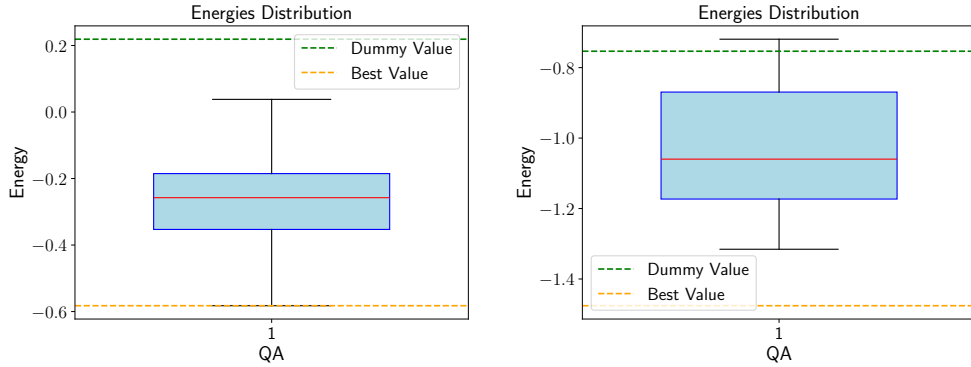 Energies Distribution
Energy
0.2
0.0
−0.2
−0.4
−0.6
Dummy Value
Best Value
1
QA
Energies Distribution
Energy
−0.8
−1.0
−1.2
−1.4
Dummy Value
Best Value
1
QA